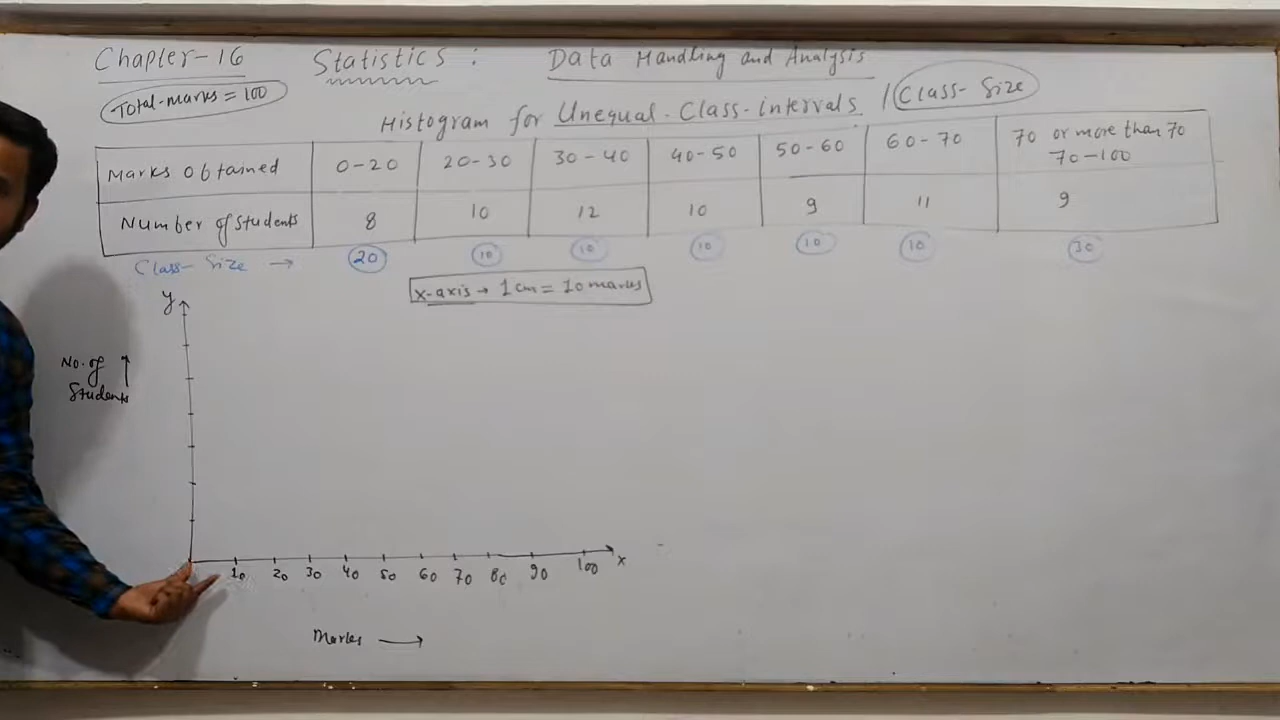 Chapler-16 Statistics : Data Handling and Analysis
Total-marks = 100
Histogram for Unequal-Class-intervals / Class-Size
Marks Obtained 0-20 20-30 30-40 40-50 50-60 60-70 70 or more than 70
70-100
Number of Students 8 10 12 10 9 11 9
Class-Size → 20 10 10 10 10 10 30
x-axis → 1cm = 10 marks
y
No. of
Students
10 20 30 40 50 60 70 80 90 100 x
Marks →